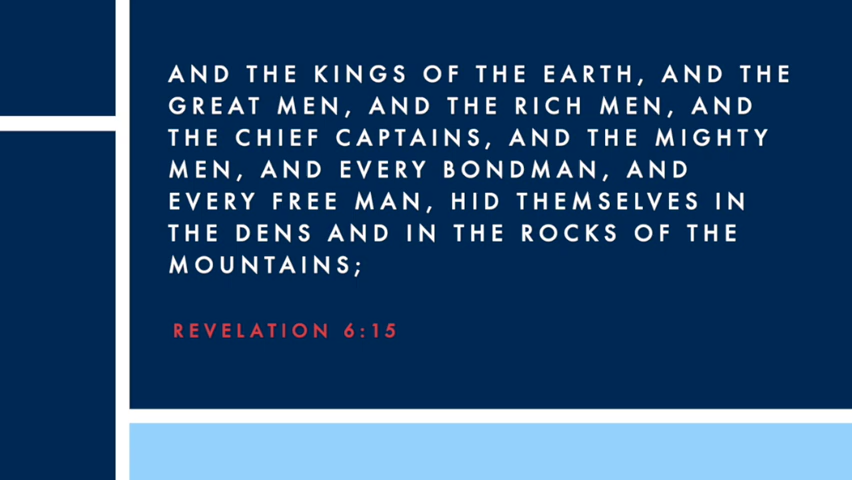 AND THE KINGS OF THE EARTH, AND THE
GREAT MEN, AND THE RICH MEN, AND
THE CHIEF CAPTAINS, AND THE MIGHTY
MEN, AND EVERY BONDMAN, AND
EVERY FREE MAN, HID THEMSELVES IN
THE DENS AND IN THE ROCKS OF THE
MOUNTAINS;
REVELATION 6:15